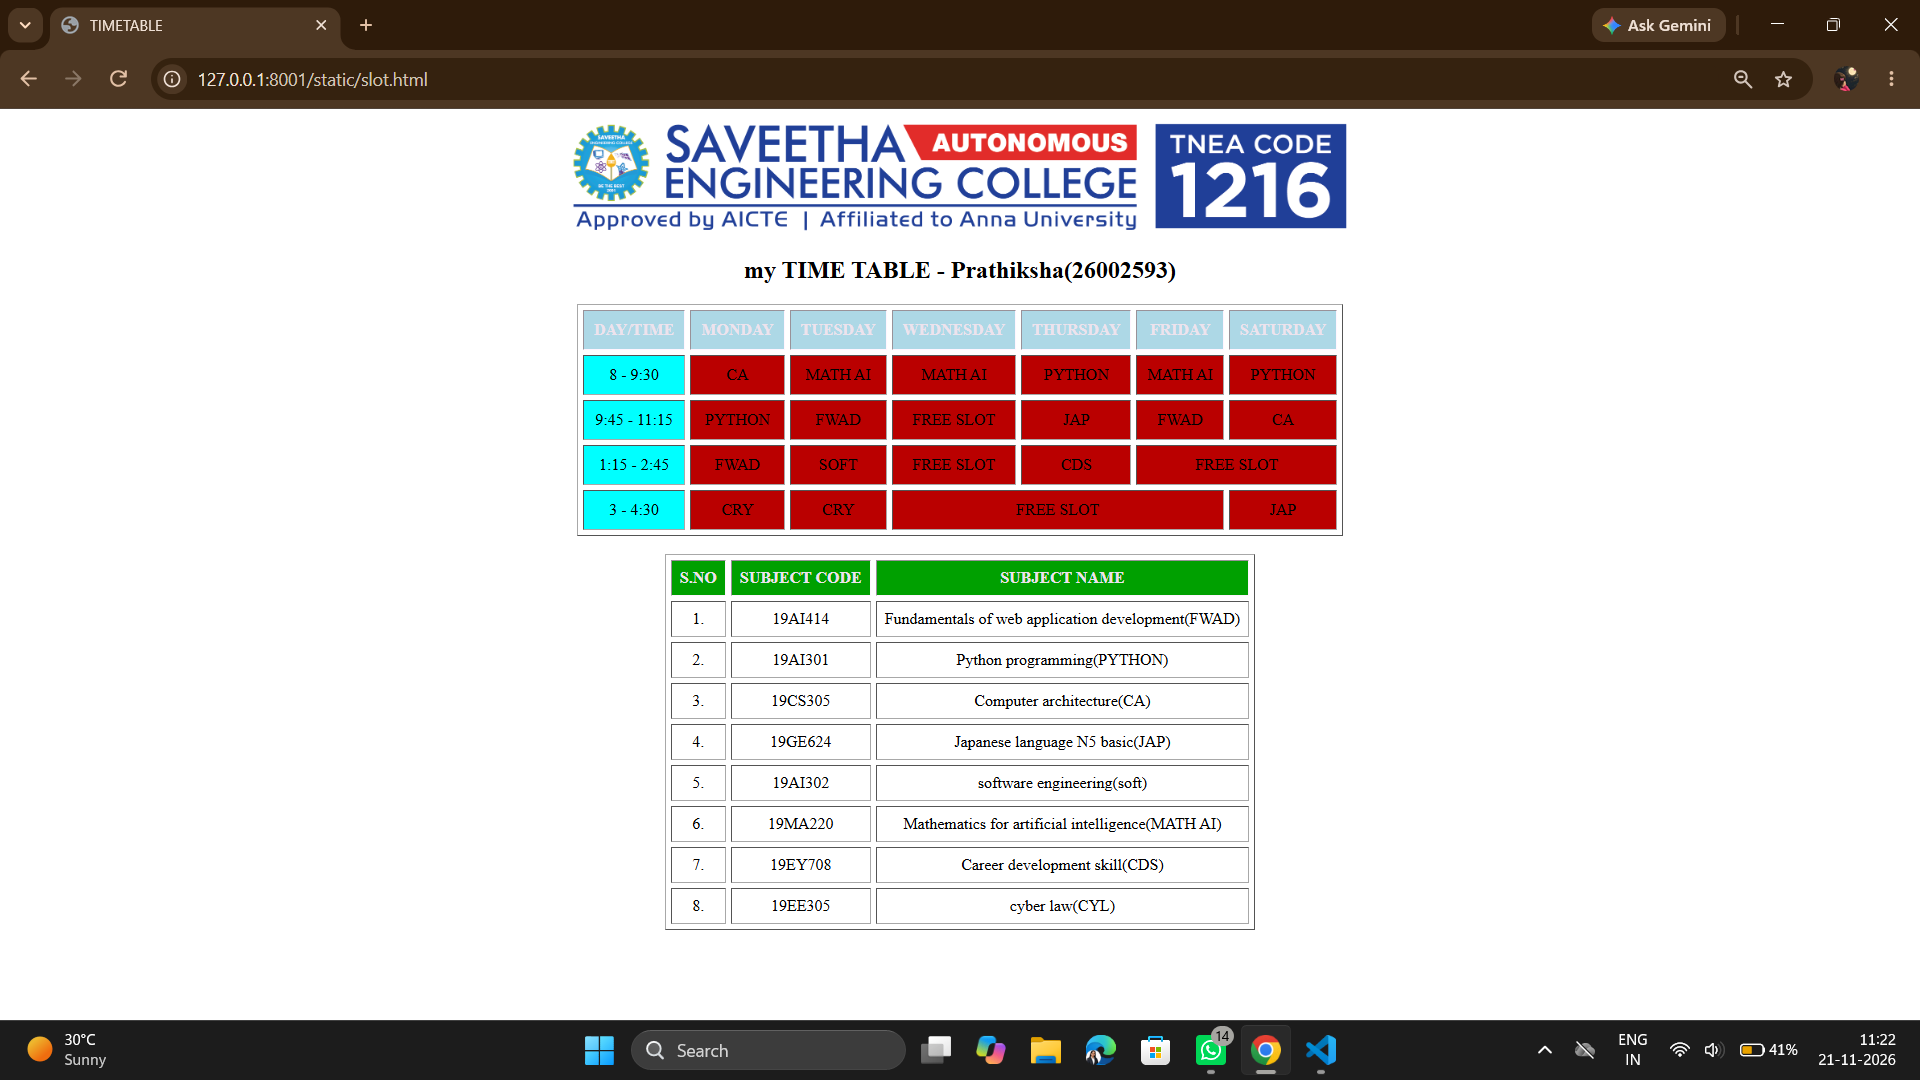 TIMETABLE
Ask Gemini
127.0.0.1:8001/static/slot.html
SAVEETHA AUTONOMOUS
ENGINEERING COLLEGE
Approved by AICTE | Affiliated to Anna University
TNEA CODE
1216
my TIME TABLE - Prathiksha(26002593)
DAY/TIME MONDAY TUESDAY WEDNESDAY THURSDAY FRIDAY SATURDAY
8 - 9:30 CA MATH AI MATH AI PYTHON MATH AI PYTHON
9:45 - 11:15 PYTHON FWAD FREE SLOT JAP FWAD CA
1:15 - 2:45 FWAD SOFT FREE SLOT CDS FREE SLOT
3 - 4:30 CRY CRY FREE SLOT JAP
S.NO SUBJECT CODE SUBJECT NAME
1. 19AI414 Fundamentals of web application development(FWAD)
2. 19AI301 Python programming(PYTHON)
3. 19CS305 Computer architecture(CA)
4. 19GE624 Japanese language N5 basic(JAP)
5. 19AI302 software engineering(soft)
6. 19MA220 Mathematics for artificial intelligence(MATH AI)
7. 19EY708 Career development skill(CDS)
8. 19EE305 cyber law(CYL)
30°C
Sunny
Search
14
ENG
IN
41%
11:22
21-11-2026